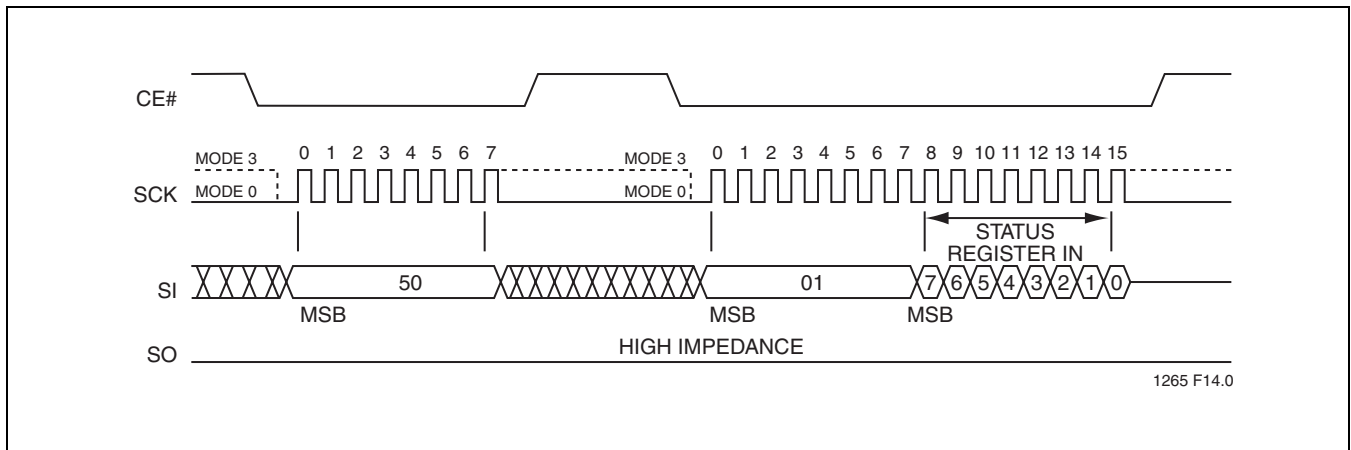 CE#
MODE 3 0 1 2 3 4 5 6 7 MODE 3 0 1 2 3 4 5 6 7 8 9 10 11 12 13 14 15
SCK MODE 0 MODE 0
STATUS
REGISTER IN
SI 50 01 7 6 5 4 3 2 1 0
MSB MSB MSB
SO HIGH IMPEDANCE
1265 F14.0